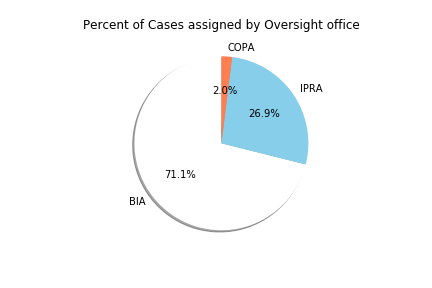 Percent of Cases assigned by Oversight office
COPA
2.0%
IPRA
26.9%
71.1%
BIA